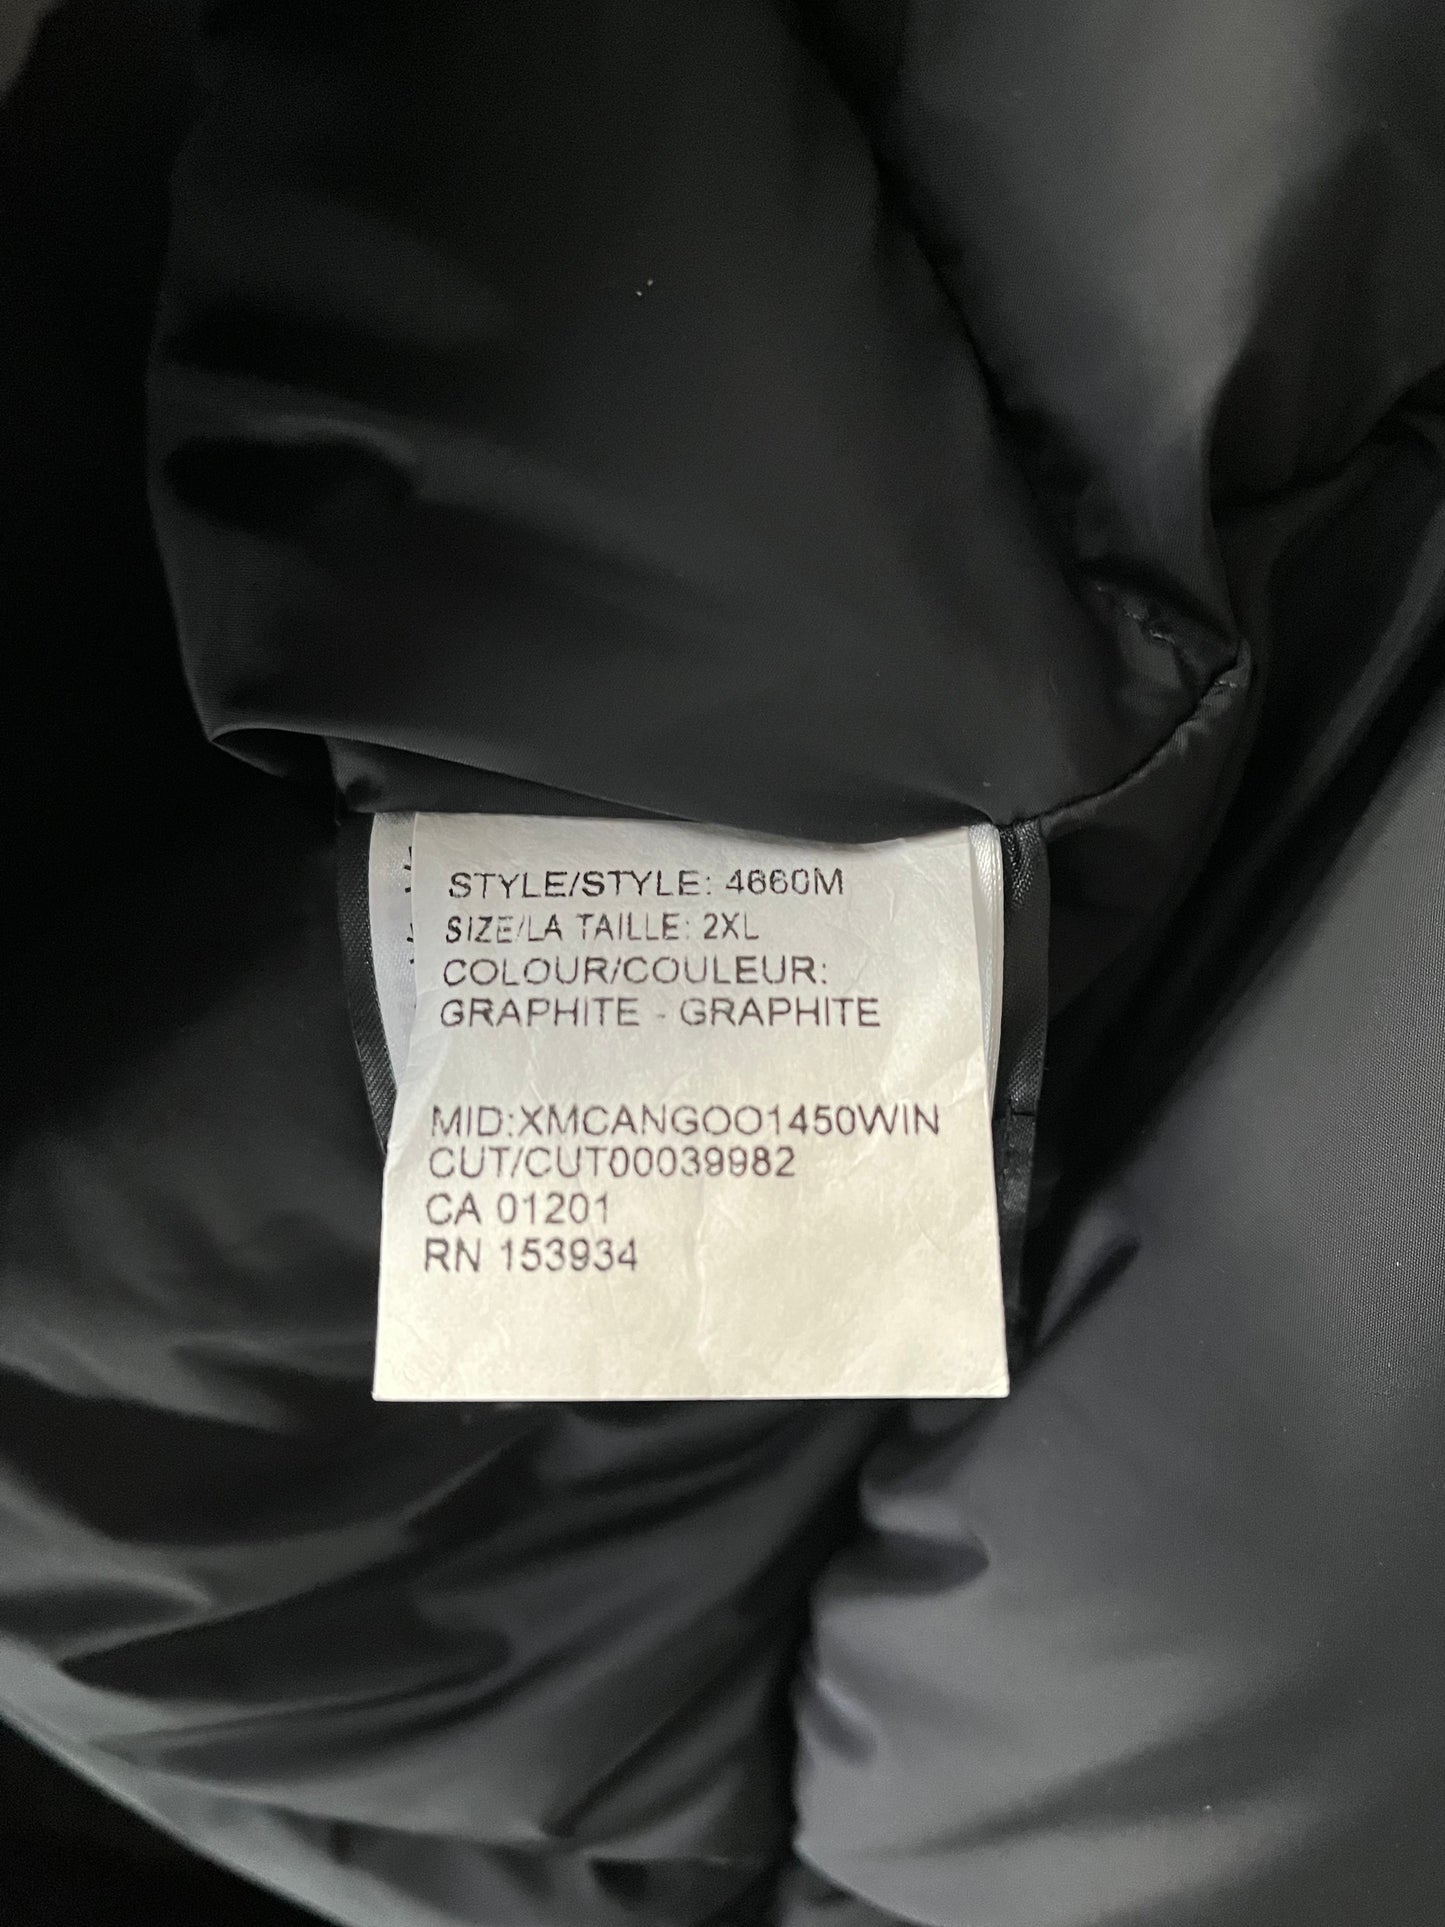 STYLE/STYLE: 4660M
SIZE/LA TAILLE: 2XL
COLOUR/COULEUR:
GRAPHITE - GRAPHITE
MID:XMCANGOO1450WIN
CUT/CUT00039982
CA 01201
RN 153934